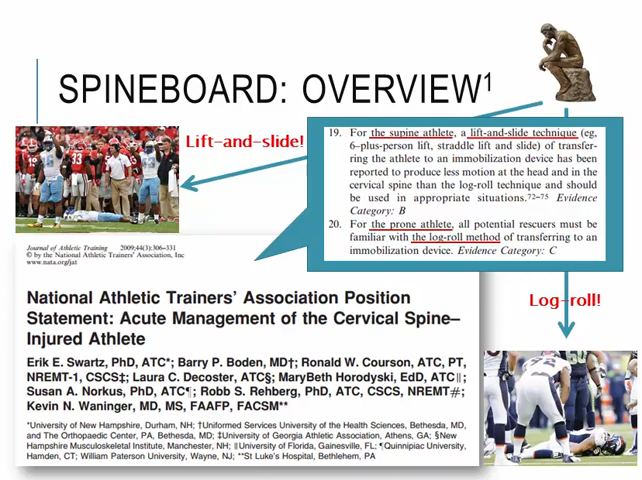 SPINEBOARD: OVERVIEW1
Lift-and-slide!
19. For the supine athlete, a lift-and-slide technique (eg,
6-plus-person lift, straddle lift and slide) of transfer-
ring the athlete to an immobilization device has been
reported to produce less motion at the head and in the
cervical spine than the log-roll technique and should
be used in appropriate situations.72–75 Evidence
Category: B
20. For the prone athlete, all potential rescuers must be
familiar with the log-roll method of transferring to an
immobilization device. Evidence Category: C
Log-roll!
Journal of Athletic Training 2009;44(3):306–331
© by the National Athletic Trainers' Association, Inc
www.nata.org/jat
National Athletic Trainers' Association Position
Statement: Acute Management of the Cervical Spine–
Injured Athlete
Erik E. Swartz, PhD, ATC*; Barry P. Boden, MD†; Ronald W. Courson, ATC, PT,
NREMT-1, CSCS‡; Laura C. Decoster, ATC§; MaryBeth Horodyski, EdD, ATC∥;
Susan A. Norkus, PhD, ATC¶; Robb S. Rehberg, PhD, ATC, CSCS, NREMT#;
Kevin N. Waninger, MD, MS, FAAFP, FACSM**
*University of New Hampshire, Durham, NH; †Uniformed Services University of the Health Sciences, Bethesda, MD,
and The Orthopaedic Center, PA, Bethesda, MD; ‡University of Georgia Athletic Association, Athens, GA; §New
Hampshire Musculoskeletal Institute, Manchester, NH; ∥University of Florida, Gainesville, FL; ¶Quinnipiac University,
Hamden, CT; William Paterson University, Wayne, NJ; **St Luke's Hospital, Bethlehem, PA